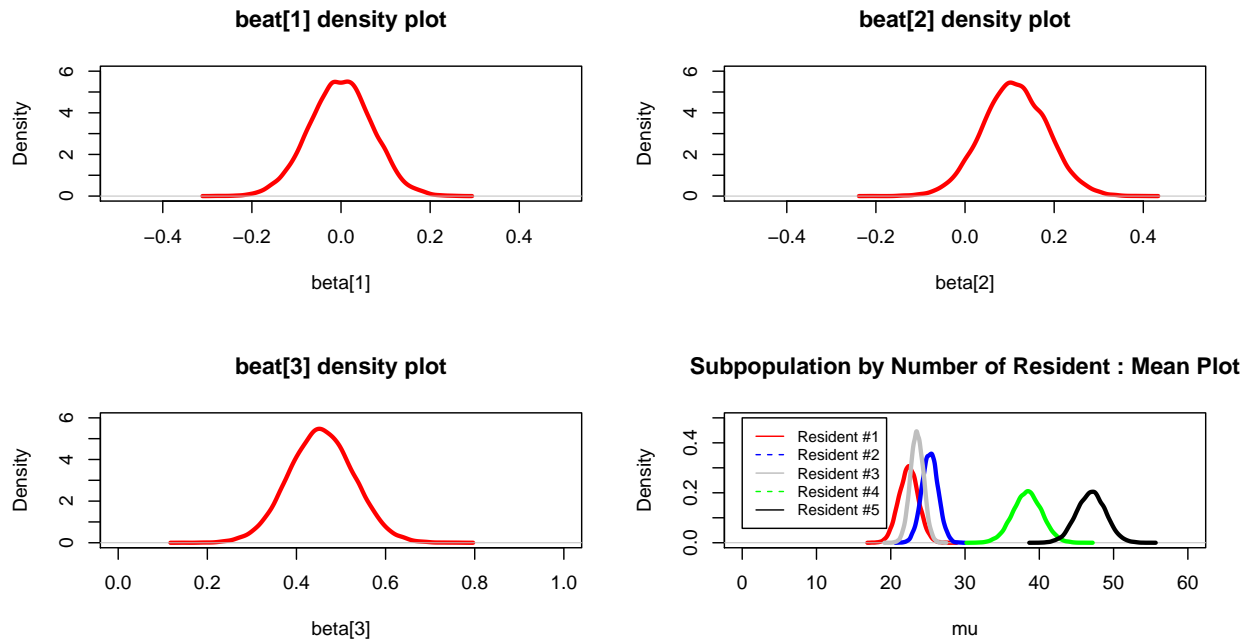 beat[1] density plot
Density
0 2 4 6
−0.4 −0.2 0.0 0.2 0.4
beta[1]
beat[2] density plot
Density
0 2 4 6
−0.4 −0.2 0.0 0.2 0.4
beta[2]
beat[3] density plot
Density
0 2 4 6
0.0 0.2 0.4 0.6 0.8 1.0
beta[3]
Subpopulation by Number of Resident : Mean Plot
Density
0.0 0.2 0.4
Resident #1
Resident #2
Resident #3
Resident #4
Resident #5
0 10 20 30 40 50 60
mu